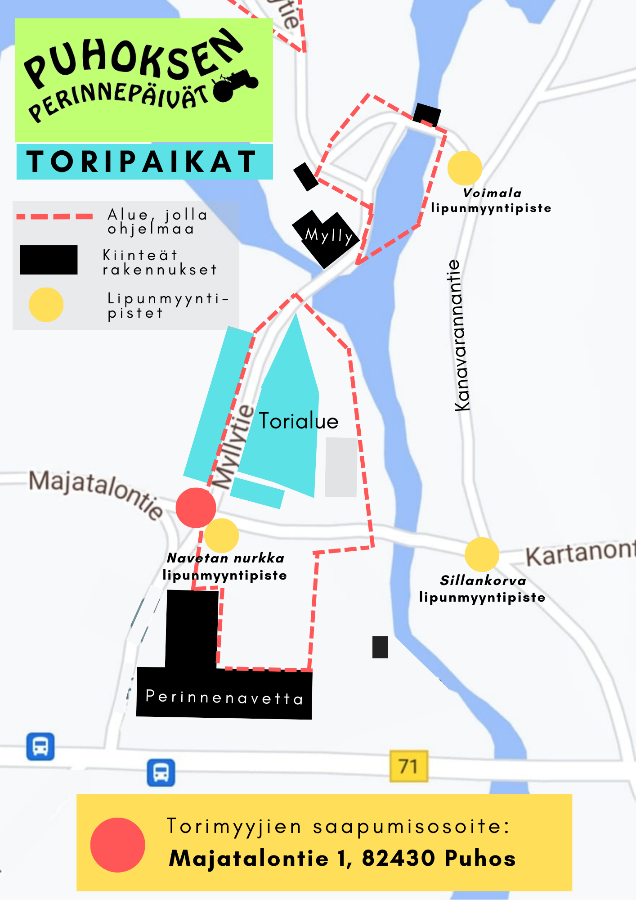 PUHOKSEN
PERINNEPÄIVÄT
TORIPAIKAT
Alue, jolla
ohjelmaa
Kiinteät
rakennukset
Lipunmyynti-
pistet
Voimala
lipunmyyntipiste
Mylly
Kanavarannantie
Torialue
Myllytie
Majatalontie
Navetan nurkka
lipunmyyntipiste
Sillankorva
lipunmyyntipiste
Kartanont
Perinnenavetta
71
Torimyyjien saapumisosoite:
Majatalontie 1, 82430 Puhos